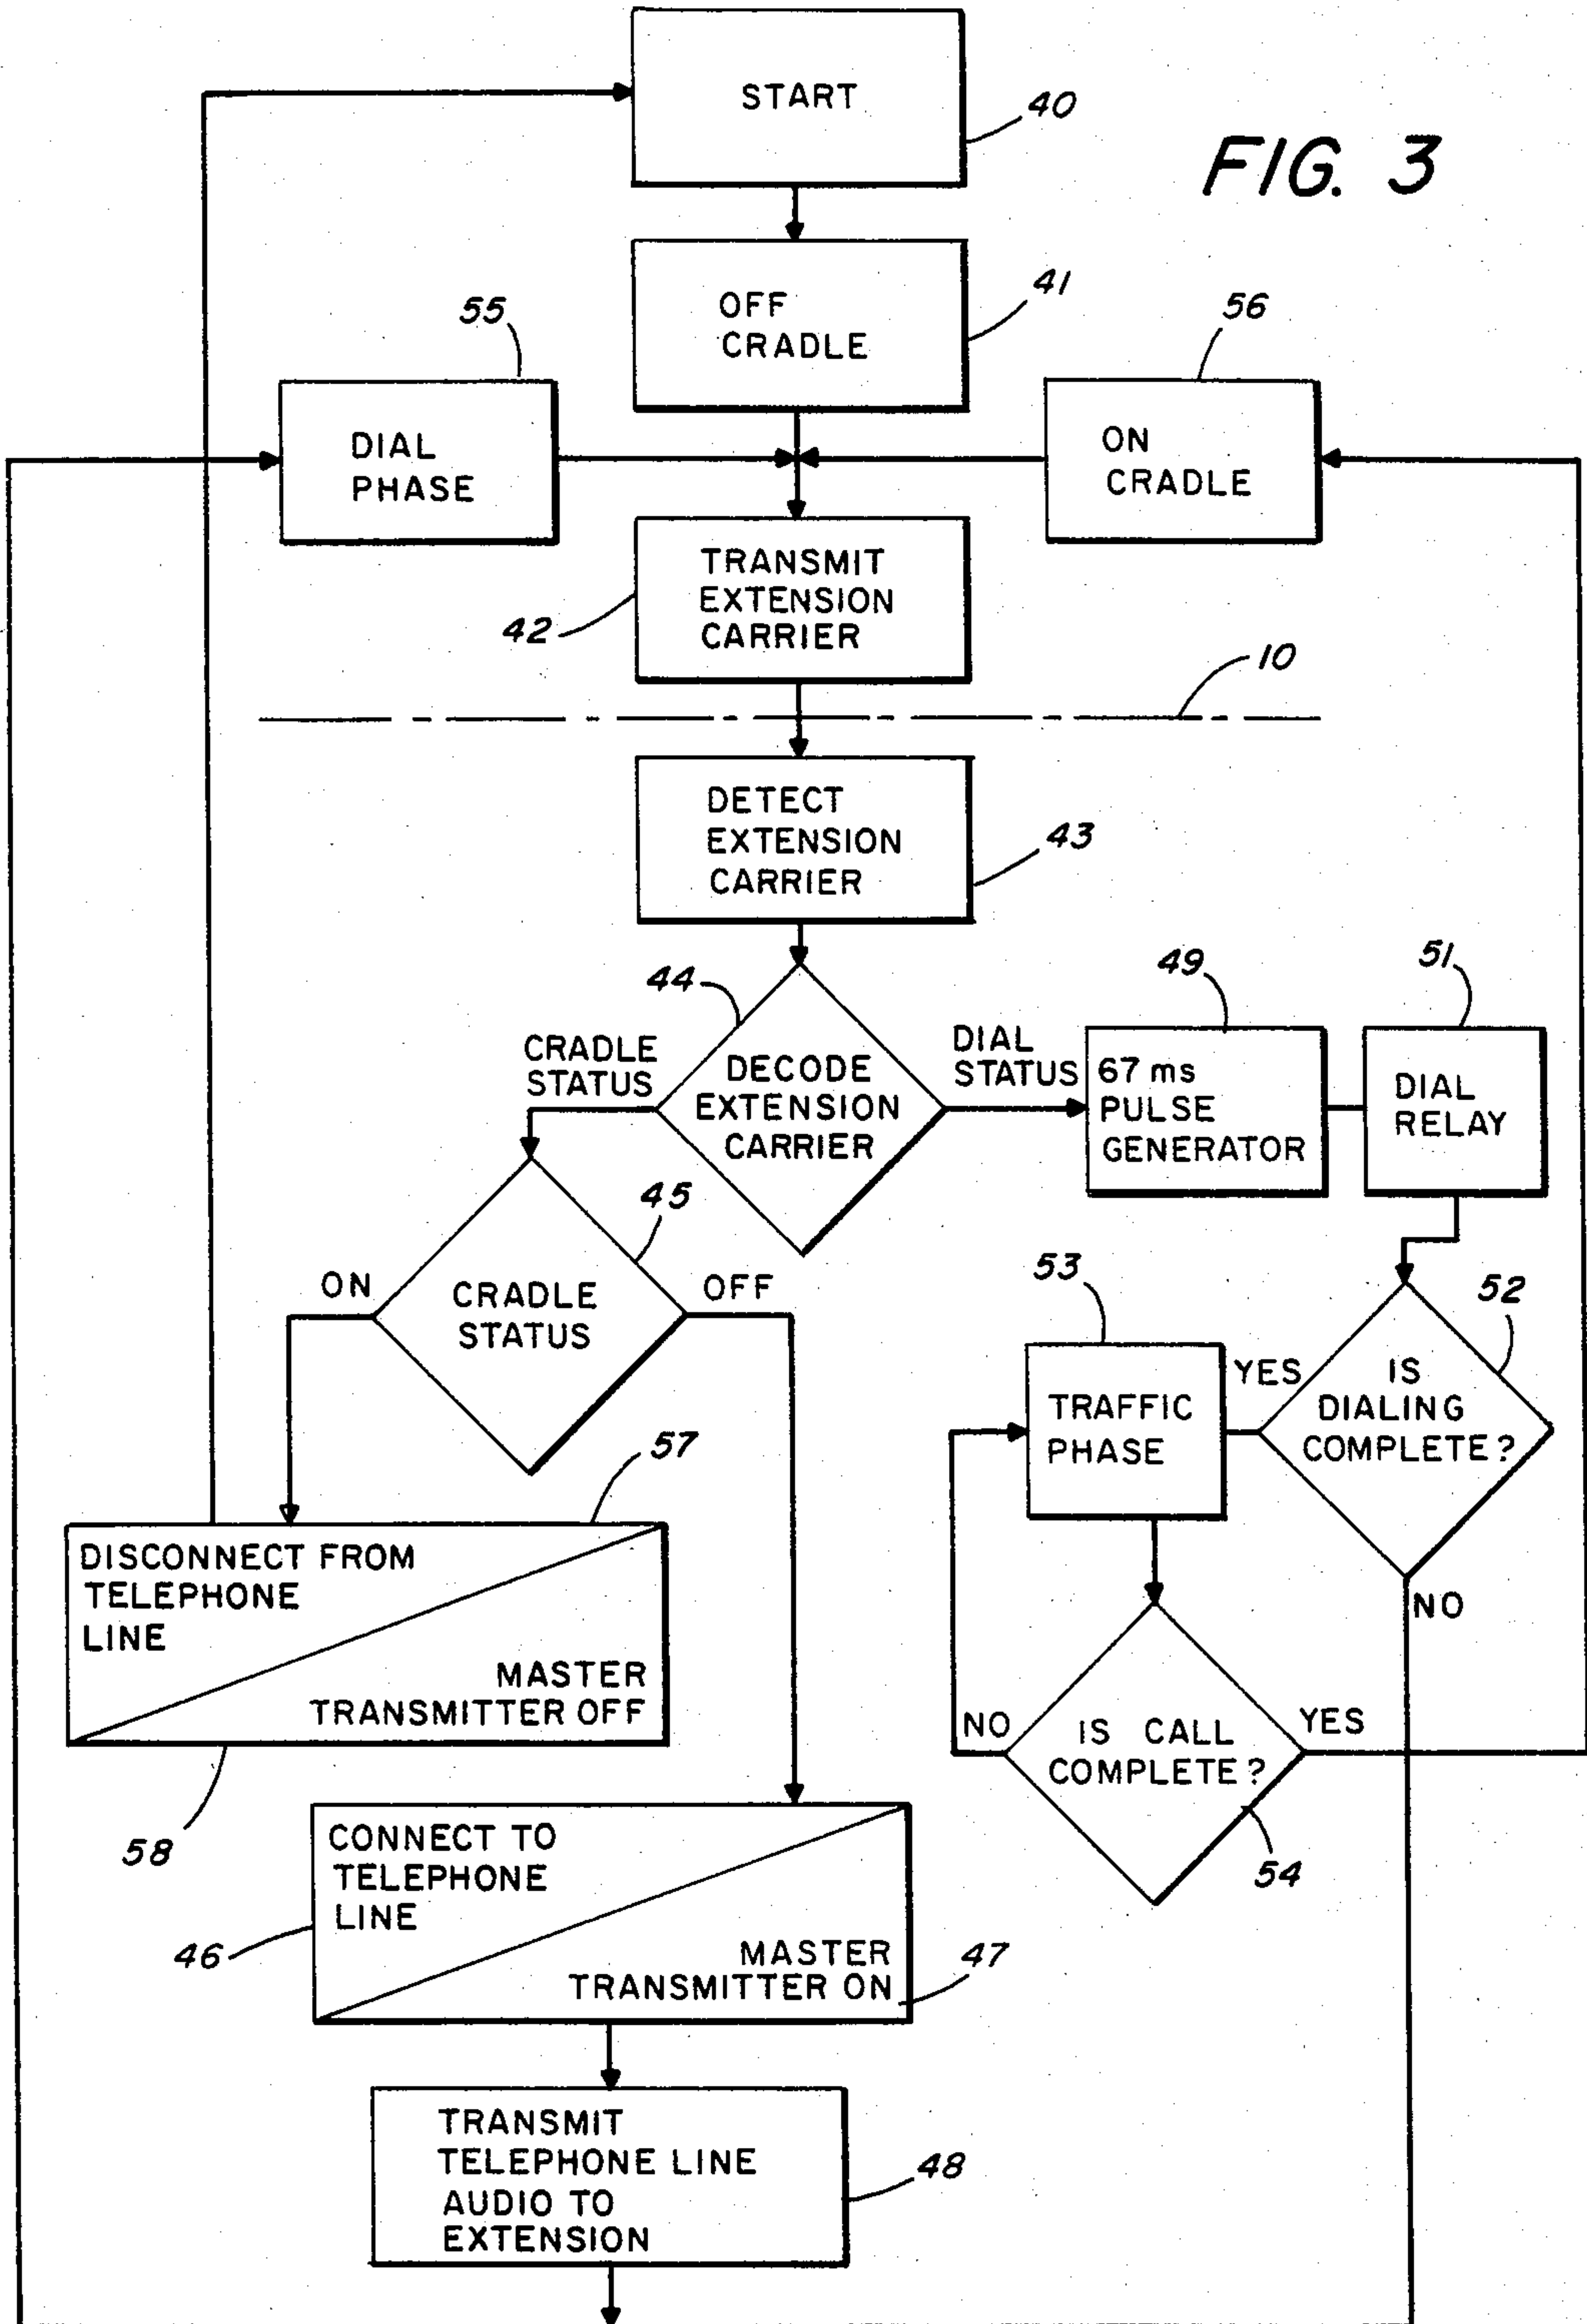 START
40
FIG. 3
OFF
CRADLE
41
55
56
DIAL
PHASE
ON
CRADLE
TRANSMIT
EXTENSION
CARRIER
42
10
DETECT
EXTENSION
CARRIER
43
44
49
51
CRADLE
STATUS
DECODE
EXTENSION
CARRIER
DIAL
STATUS
67 ms
PULSE
GENERATOR
DIAL
RELAY
45
ON
CRADLE
STATUS
OFF
53
52
TRAFFIC
PHASE
YES
IS
DIALING
COMPLETE?
57
DISCONNECT FROM
TELEPHONE
LINE
MASTER
TRANSMITTER OFF
NO
NO
IS CALL
COMPLETE?
YES
58
54
CONNECT TO
TELEPHONE
LINE
46
MASTER
TRANSMITTER ON
47
TRANSMIT
TELEPHONE LINE
AUDIO TO
EXTENSION
48